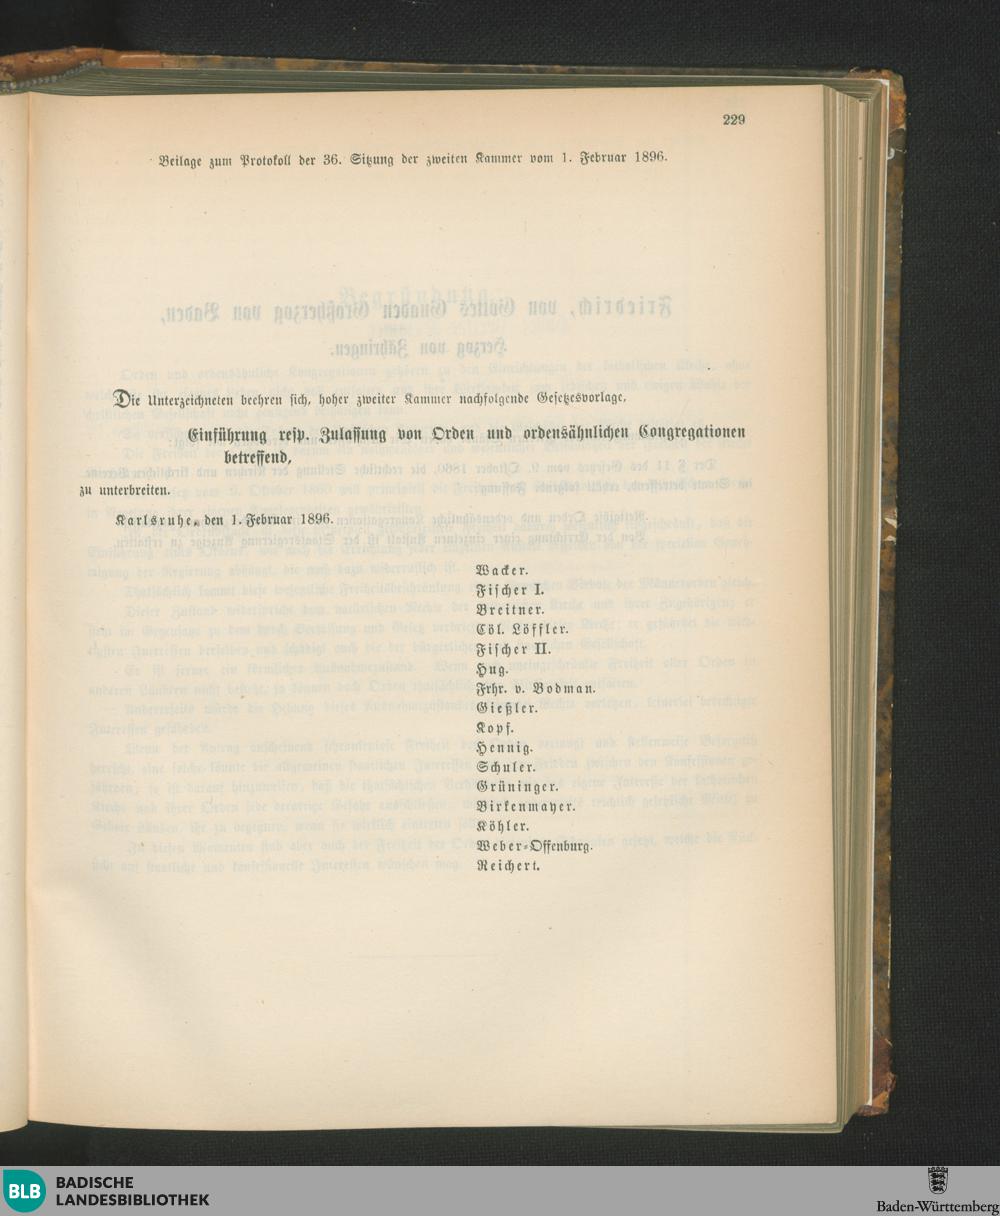 229
Beilage zum Protokoll der 36. Sitzung der zweiten Kammer vom 1. Februar 1896.
Die Unterzeichneten beehren sich, hoher zweiter Kammer nachfolgende Gesetzesvorlage,
Einführung resp. Zulassung von Orden und ordensähnlichen Congregationen
betreffend,
zu unterbreiten.
Karlsruhe, den 1. Februar 1896.
Wacker.
Fischer I.
Breitner.
Cöl. Löffler.
Fischer II.
Hug.
Frhr. v. Bodman.
Gießler.
Kopf.
Hennig.
Schuler.
Grüninger.
Birkenmayer.
Köhler.
Weber-Offenburg.
Reichert.
BLB BADISCHE
LANDESBIBLIOTHEK
Baden-Württemberg